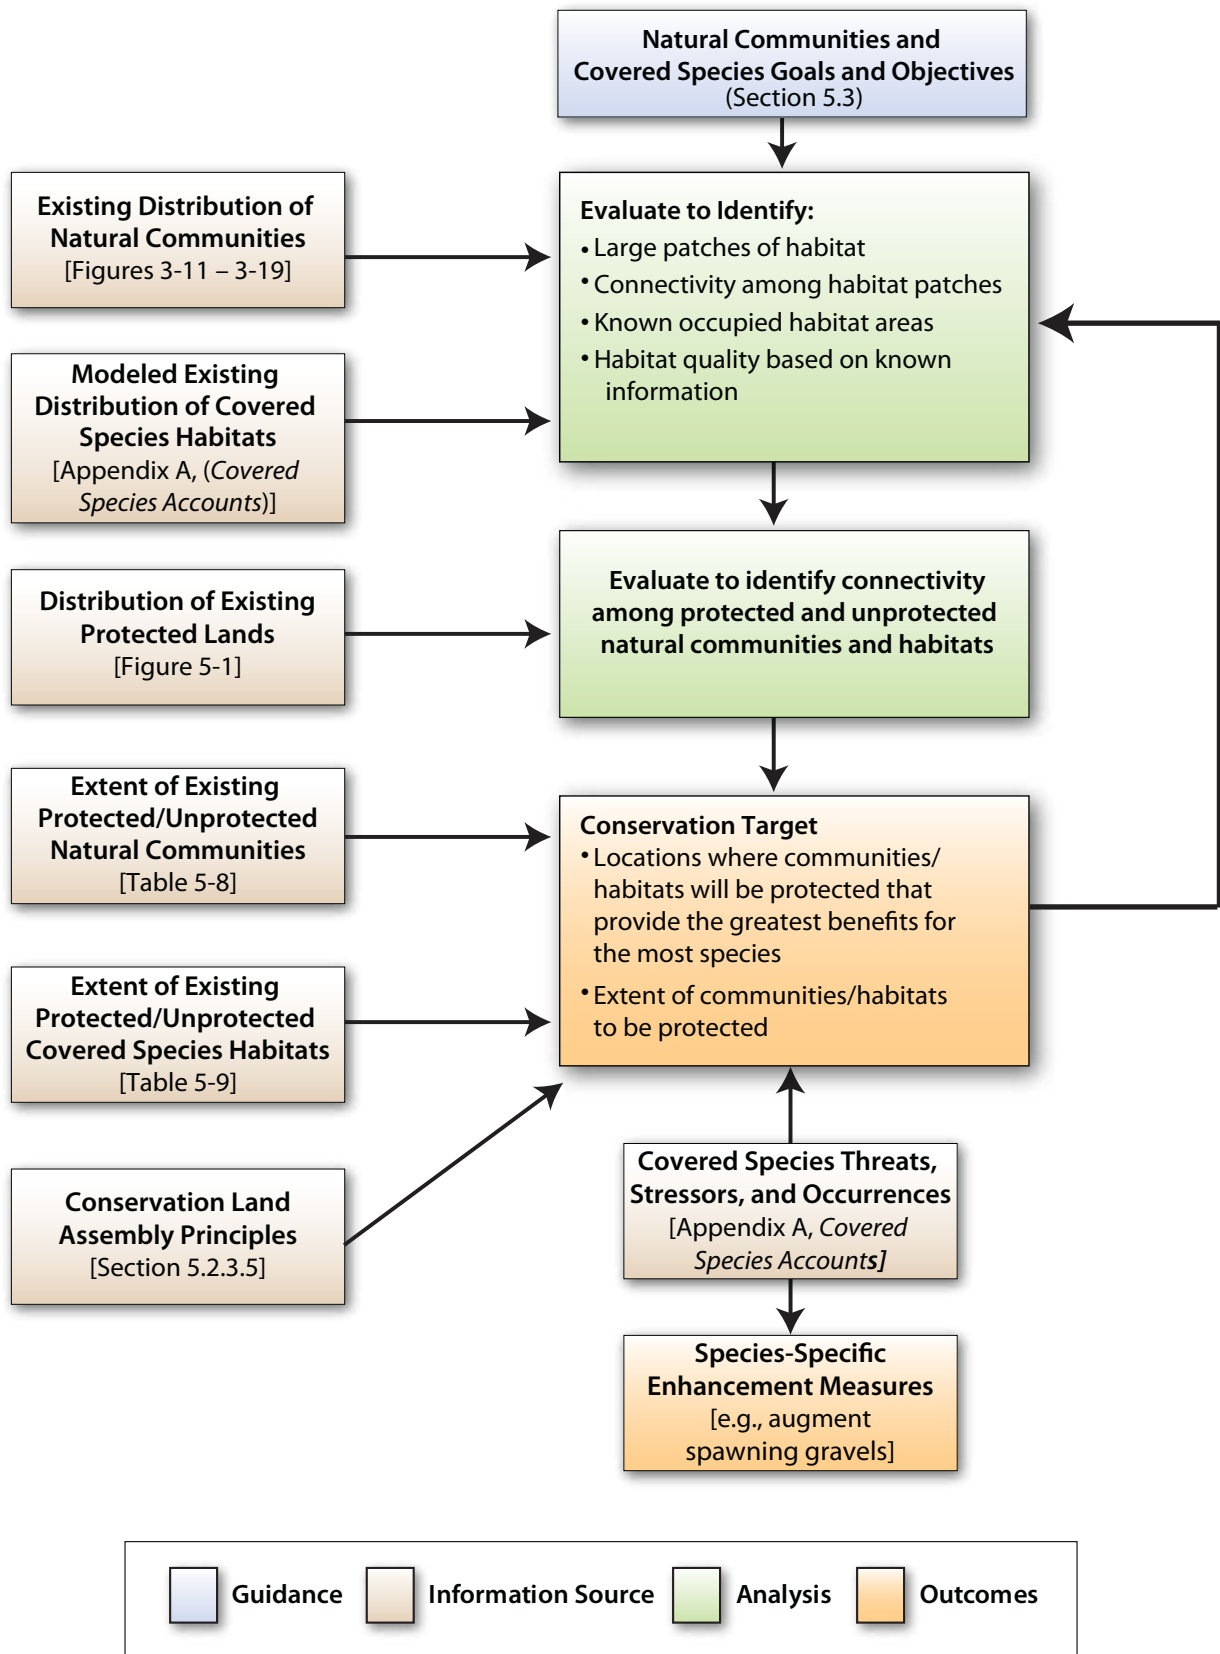 Natural Communities and
Covered Species Goals and Objectives
(Section 5.3)
Existing Distribution of
Natural Communities
[Figures 3-11 – 3-19]
Evaluate to Identify:
• Large patches of habitat
• Connectivity among habitat patches
• Known occupied habitat areas
• Habitat quality based on known
information
Modeled Existing
Distribution of Covered
Species Habitats
[Appendix A, (Covered
Species Accounts)]
Distribution of Existing
Protected Lands
[Figure 5-1]
Evaluate to identify connectivity
among protected and unprotected
natural communities and habitats
Extent of Existing
Protected/Unprotected
Natural Communities
[Table 5-8]
Conservation Target
• Locations where communities/
habitats will be protected that
provide the greatest benefits for
the most species
• Extent of communities/habitats
to be protected
Extent of Existing
Protected/Unprotected
Covered Species Habitats
[Table 5-9]
Conservation Land
Assembly Principles
[Section 5.2.3.5]
Covered Species Threats,
Stressors, and Occurrences
[Appendix A, Covered
Species Accounts]
Species-Specific
Enhancement Measures
[e.g., augment
spawning gravels]
Guidance
Information Source
Analysis
Outcomes